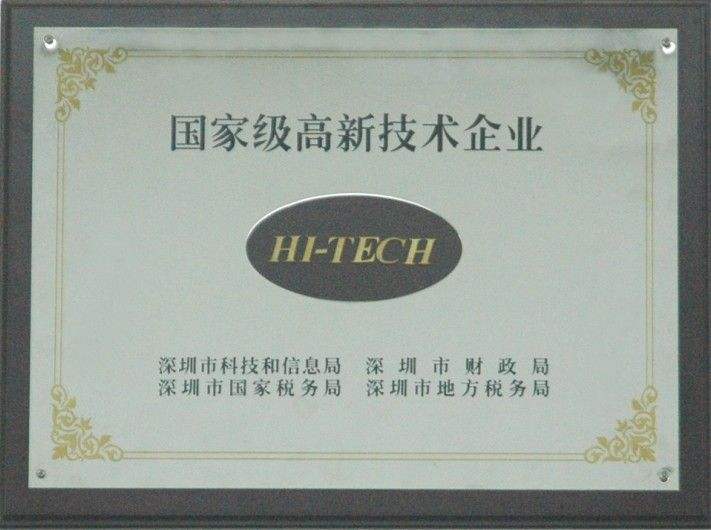 国家级高新技术企业
HI-TECH
深圳市科技和信息局 深圳市财政局
深圳市国家税务局 深圳市地方税务局